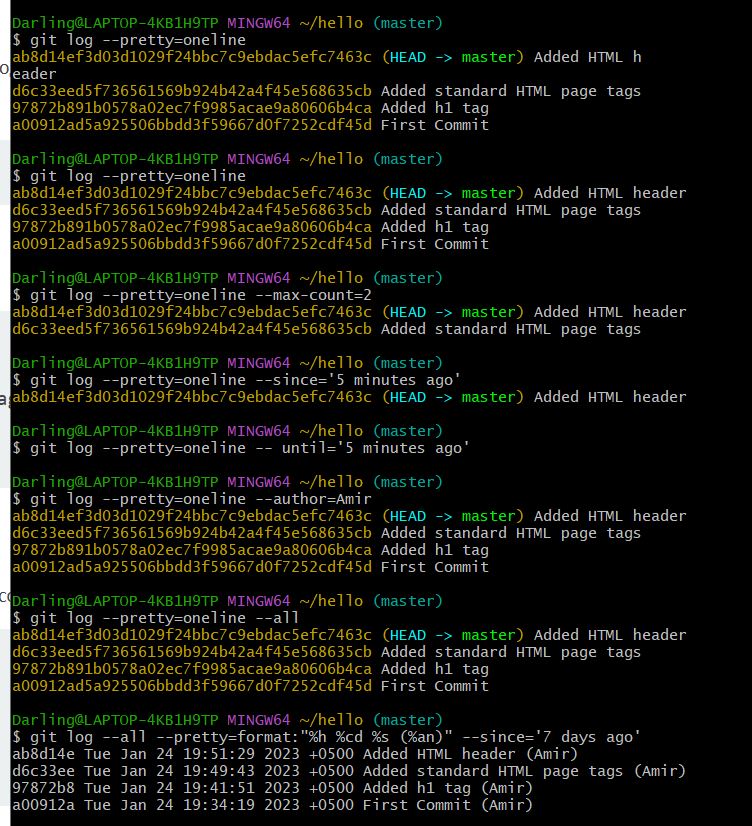 Darling@LAPTOP-4KB1H9TP MINGW64 ~/hello (master)
$ git log --pretty=oneline
ab8d14ef3d03d1029f24bbc7c9ebdac5efc7463c (HEAD -> master) Added HTML h
eader
d6c33eed5f736561569b924b42a4f45e568635cb Added standard HTML page tags
97872b891b0578a02ec7f9985acae9a80606b4ca Added h1 tag
a00912ad5a925506bbdd3f59667d0f7252cdf45d First Commit
Darling@LAPTOP-4KB1H9TP MINGW64 ~/hello (master)
$ git log --pretty=oneline
ab8d14ef3d03d1029f24bbc7c9ebdac5efc7463c (HEAD -> master) Added HTML header
d6c33eed5f736561569b924b42a4f45e568635cb Added standard HTML page tags
97872b891b0578a02ec7f9985acae9a80606b4ca Added h1 tag
a00912ad5a925506bbdd3f59667d0f7252cdf45d First Commit
Darling@LAPTOP-4KB1H9TP MINGW64 ~/hello (master)
$ git log --pretty=oneline --max-count=2
ab8d14ef3d03d1029f24bbc7c9ebdac5efc7463c (HEAD -> master) Added HTML header
d6c33eed5f736561569b924b42a4f45e568635cb Added standard HTML page tags
Darling@LAPTOP-4KB1H9TP MINGW64 ~/hello (master)
$ git log --pretty=oneline --since='5 minutes ago'
ab8d14ef3d03d1029f24bbc7c9ebdac5efc7463c (HEAD -> master) Added HTML header
Darling@LAPTOP-4KB1H9TP MINGW64 ~/hello (master)
$ git log --pretty=oneline -- until='5 minutes ago'
Darling@LAPTOP-4KB1H9TP MINGW64 ~/hello (master)
$ git log --pretty=oneline --author=Amir
ab8d14ef3d03d1029f24bbc7c9ebdac5efc7463c (HEAD -> master) Added HTML header
d6c33eed5f736561569b924b42a4f45e568635cb Added standard HTML page tags
97872b891b0578a02ec7f9985acae9a80606b4ca Added h1 tag
a00912ad5a925506bbdd3f59667d0f7252cdf45d First Commit
Darling@LAPTOP-4KB1H9TP MINGW64 ~/hello (master)
$ git log --pretty=oneline --all
ab8d14ef3d03d1029f24bbc7c9ebdac5efc7463c (HEAD -> master) Added HTML header
d6c33eed5f736561569b924b42a4f45e568635cb Added standard HTML page tags
97872b891b0578a02ec7f9985acae9a80606b4ca Added h1 tag
a00912ad5a925506bbdd3f59667d0f7252cdf45d First Commit
Darling@LAPTOP-4KB1H9TP MINGW64 ~/hello (master)
$ git log --all --pretty=format:"%h %cd %s (%an)" --since='7 days ago'
ab8d14e Tue Jan 24 19:51:29 2023 +0500 Added HTML header (Amir)
d6c33ee Tue Jan 24 19:49:43 2023 +0500 Added standard HTML page tags (Amir)
97872b8 Tue Jan 24 19:41:51 2023 +0500 Added h1 tag (Amir)
a00912a Tue Jan 24 19:34:19 2023 +0500 First Commit (Amir)